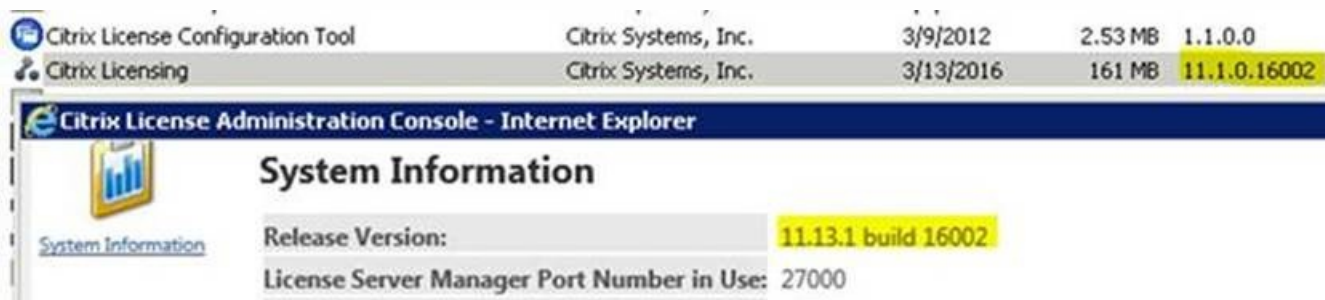 Citrix License Configuration Tool Citrix Systems, Inc. 3/9/2012 2.53 MB 1.1.0.0
Citrix Licensing Citrix Systems, Inc. 3/13/2016 161 MB 11.1.0.16002
Citrix License Administration Console - Internet Explorer
System Information
System Information
Release Version: 11.13.1 build 16002
License Server Manager Port Number in Use: 27000